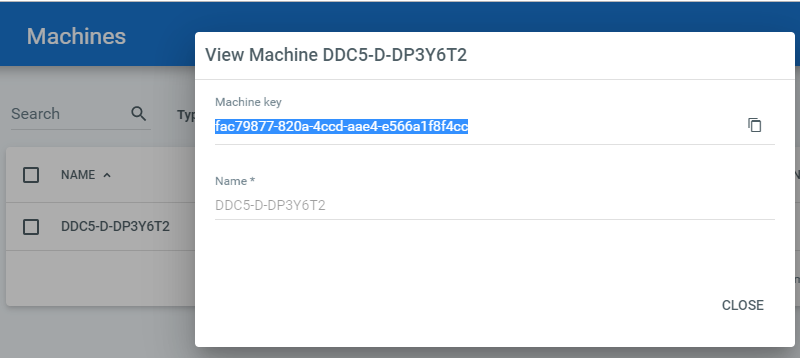 Machines
View Machine DDC5-D-DP3Y6T2
Machine key
fac79877-820a-4ccd-aae4-e566a1f8f4cc
Search
Name *
NAME
DDC5-D-DP3Y6T2
DDC5-D-DP3Y6T2
CLOSE